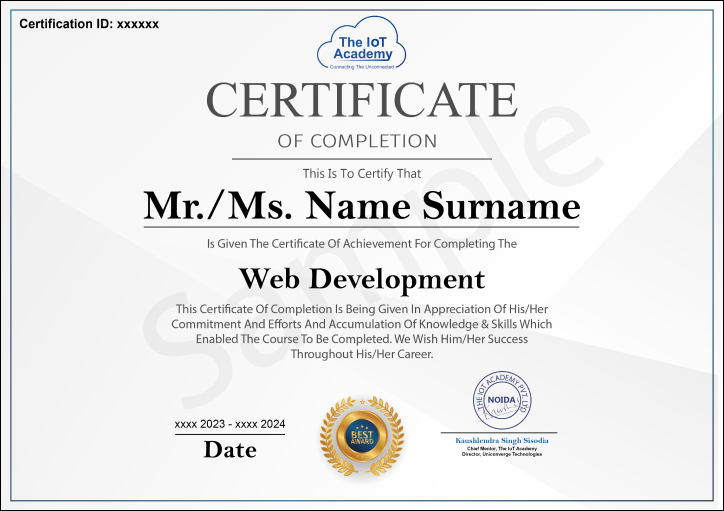 Certification ID: xxxxxx
The IoT
Academy
Connecting The Unconnected
CERTIFICATE
OF COMPLETION
This Is To Certify That
Mr./Ms. Name Surname
Is Given The Certificate Of Achievement For Completing The
Web Development
This Certificate Of Completion Is Being Given In Appreciation Of His/Her
Commitment And Efforts And Accumulation Of Knowledge & Skills Which
Enabled The Course To Be Completed. We Wish Him/Her Success
Throughout His/Her Career.
Sample
xxxx 2023 - xxxx 2024
Date
BEST
AWARD
THE IOT ACADEMY PVT. LTD
NOIDA
Kaushlendra Singh Sisodia
Chief Mentor, The IoT Academy
Director, Uniconverge Technologies